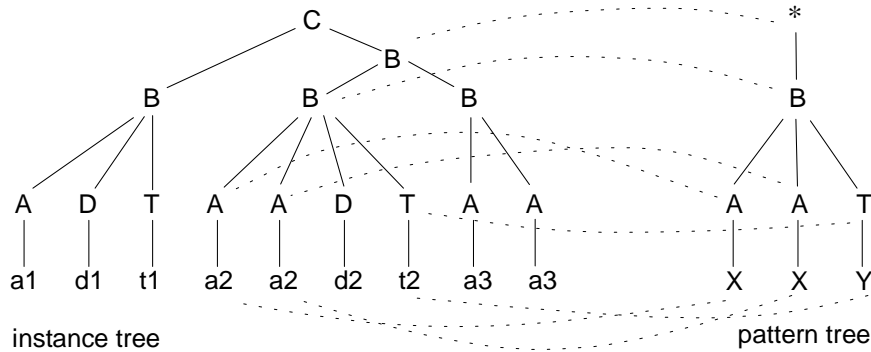 C *
B
B B B B
A D T A A D T A A A A T
a1 d1 t1 a2 a2 d2 t2 a3 a3 X X Y
instance tree pattern tree